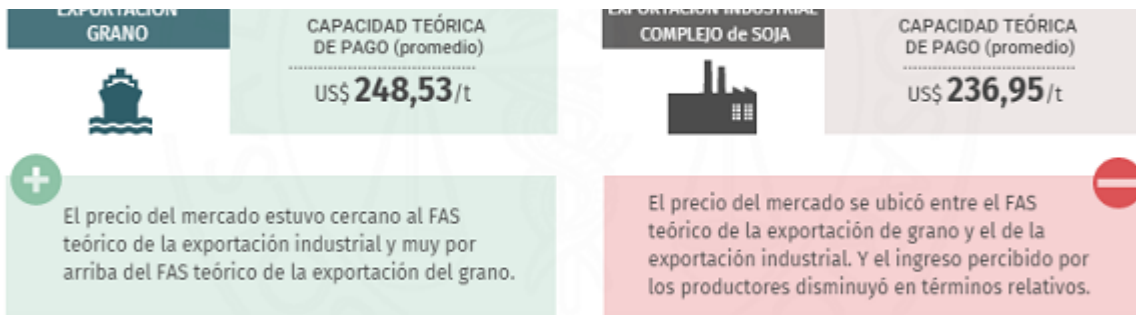 EXPORTACIÓN
GRANO
CAPACIDAD TEÓRICA
DE PAGO (promedio)
US$ 248,53/t
El precio del mercado estuvo cercano al FAS
teórico de la exportación industrial y muy por
arriba del FAS teórico de la exportación del grano.
EXPORTACIÓN INDUSTRIAL
COMPLEJO de SOJA
CAPACIDAD TEÓRICA
DE PAGO (promedio)
US$ 236,95/t
El precio del mercado se ubicó entre el FAS
teórico de la exportación de grano y el de la
exportación industrial. Y el ingreso percibido por
los productores disminuyó en términos relativos.